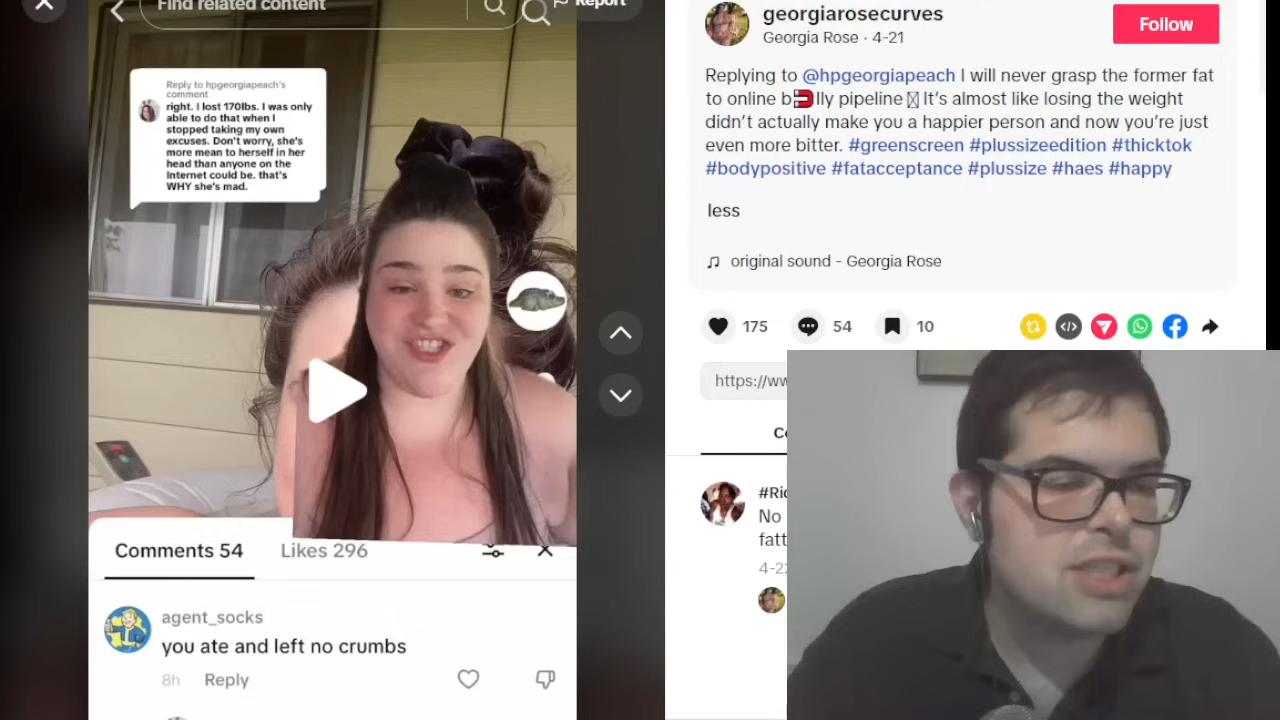 Find related content
Report
Reply to hpgeorgiapeach's
comment
right. I lost 170lbs. I was only
able to do that when I
stopped taking my own
excuses. Don't worry, she's
more mean to herself in her
head than anyone on the
Internet could be. that's
WHY she's mad.
Comments 54
Likes 296
agent_socks
you ate and left no crumbs
8h
Reply
georgiarosecurves
Georgia Rose · 4-21
Follow
Replying to @hpgeorgiapeach I will never grasp the former fat
to online b🧲lly pipeline It's almost like losing the weight
didn't actually make you a happier person and now you're just
even more bitter. #greenscreen #plussizeedition #thicktok
#bodypositive #fatacceptance #plussize #haes #happy
less
original sound - Georgia Rose
175
54
10
https://ww
Co
#Ric
No
fatt
4-22